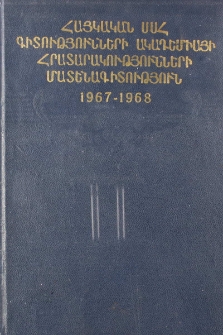 ՀԱՅԿԱԿԱՆ ՍՍՀ
ԳԻՏՈՒԹՅՈՒՆՆԵՐԻ ԱԿԱԴԵՄԻԱՅԻ
ՀՐԱՏԱՐԱԿՈՒԹՅՈՒՆՆԵՐԻ
ՄԱՏԵՆԱԳԻՏՈՒԹՅՈՒՆ
1967-1968